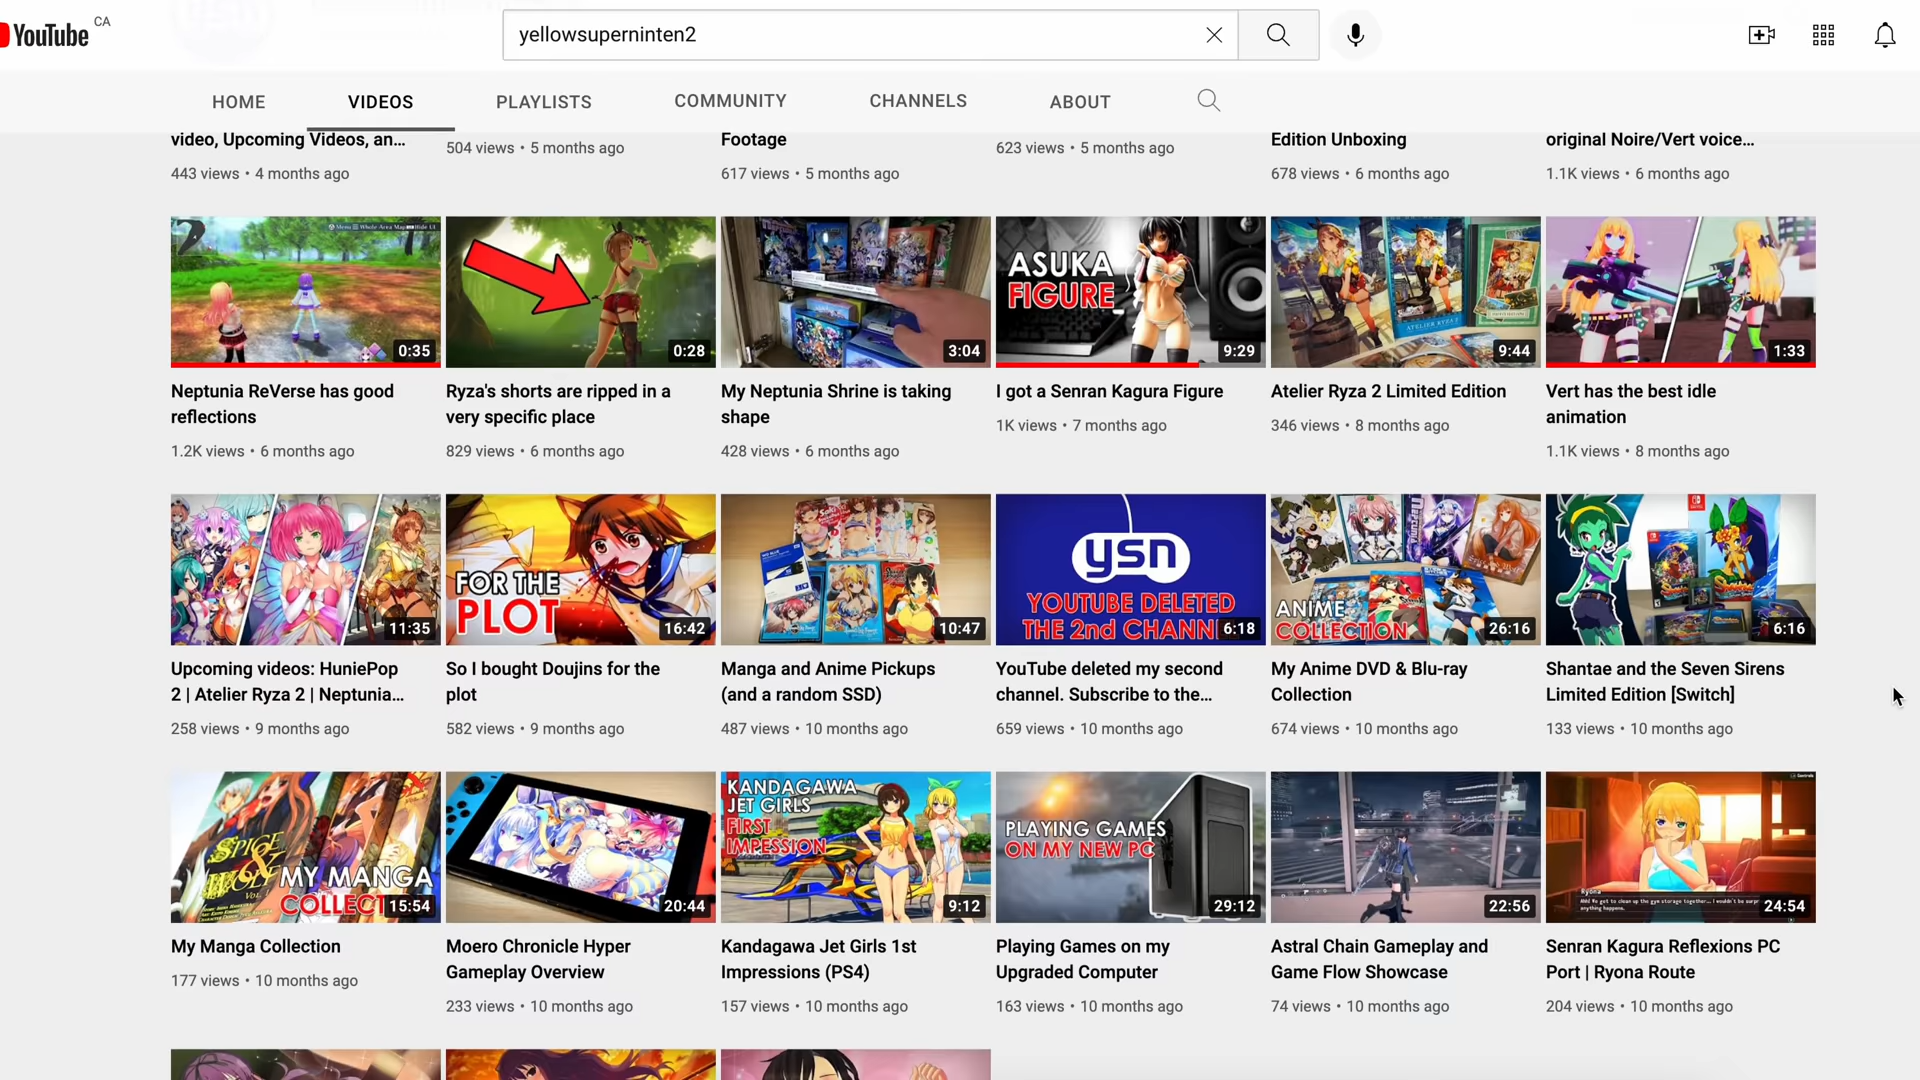 YouTube CA
yellowsuperninten2
HOME VIDEOS PLAYLISTS COMMUNITY CHANNELS ABOUT
video, Upcoming Videos, an...
443 views • 4 months ago
504 views • 5 months ago
Footage
617 views • 5 months ago
623 views • 5 months ago
Edition Unboxing
678 views • 6 months ago
original Noire/Vert voice...
1.1K views • 6 months ago
0:35
Neptunia ReVerse has good
reflections
1.2K views • 6 months ago
0:28
Ryza's shorts are ripped in a
very specific place
829 views • 6 months ago
3:04
My Neptunia Shrine is taking
shape
428 views • 6 months ago
ASUKA
FIGURE
9:29
I got a Senran Kagura Figure
1K views • 7 months ago
ATELIER RYZA 2
9:44
Atelier Ryza 2 Limited Edition
346 views • 8 months ago
1:33
Vert has the best idle
animation
1.1K views • 8 months ago
11:35
Upcoming videos: HuniePop
2 | Atelier Ryza 2 | Neptunia...
258 views • 9 months ago
FOR THE
PLOT
16:42
So I bought Doujins for the
plot
582 views • 9 months ago
10:47
Manga and Anime Pickups
(and a random SSD)
487 views • 10 months ago
ysn
YOUTUBE DELETED
THE 2nd CHANN
6:18
YouTube deleted my second
channel. Subscribe to the...
659 views • 10 months ago
ANIME
COLLECTION
26:16
My Anime DVD & Blu-ray
Collection
674 views • 10 months ago
6:16
Shantae and the Seven Sirens
Limited Edition [Switch]
133 views • 10 months ago
SPICE
&
WOLF
MY MANGA
COLLECT
15:54
My Manga Collection
177 views • 10 months ago
20:44
Moero Chronicle Hyper
Gameplay Overview
233 views • 10 months ago
KANDAGAWA
JET GIRLS
FIRST
IMPESSION
9:12
Kandagawa Jet Girls 1st
Impressions (PS4)
157 views • 10 months ago
PLAYING GAMES
ON MY NEW PC
29:12
Playing Games on my
Upgraded Computer
163 views • 10 months ago
22:56
Astral Chain Gameplay and
Game Flow Showcase
74 views • 10 months ago
Ryona
24:54
Senran Kagura Reflexions PC
Port | Ryona Route
204 views • 10 months ago